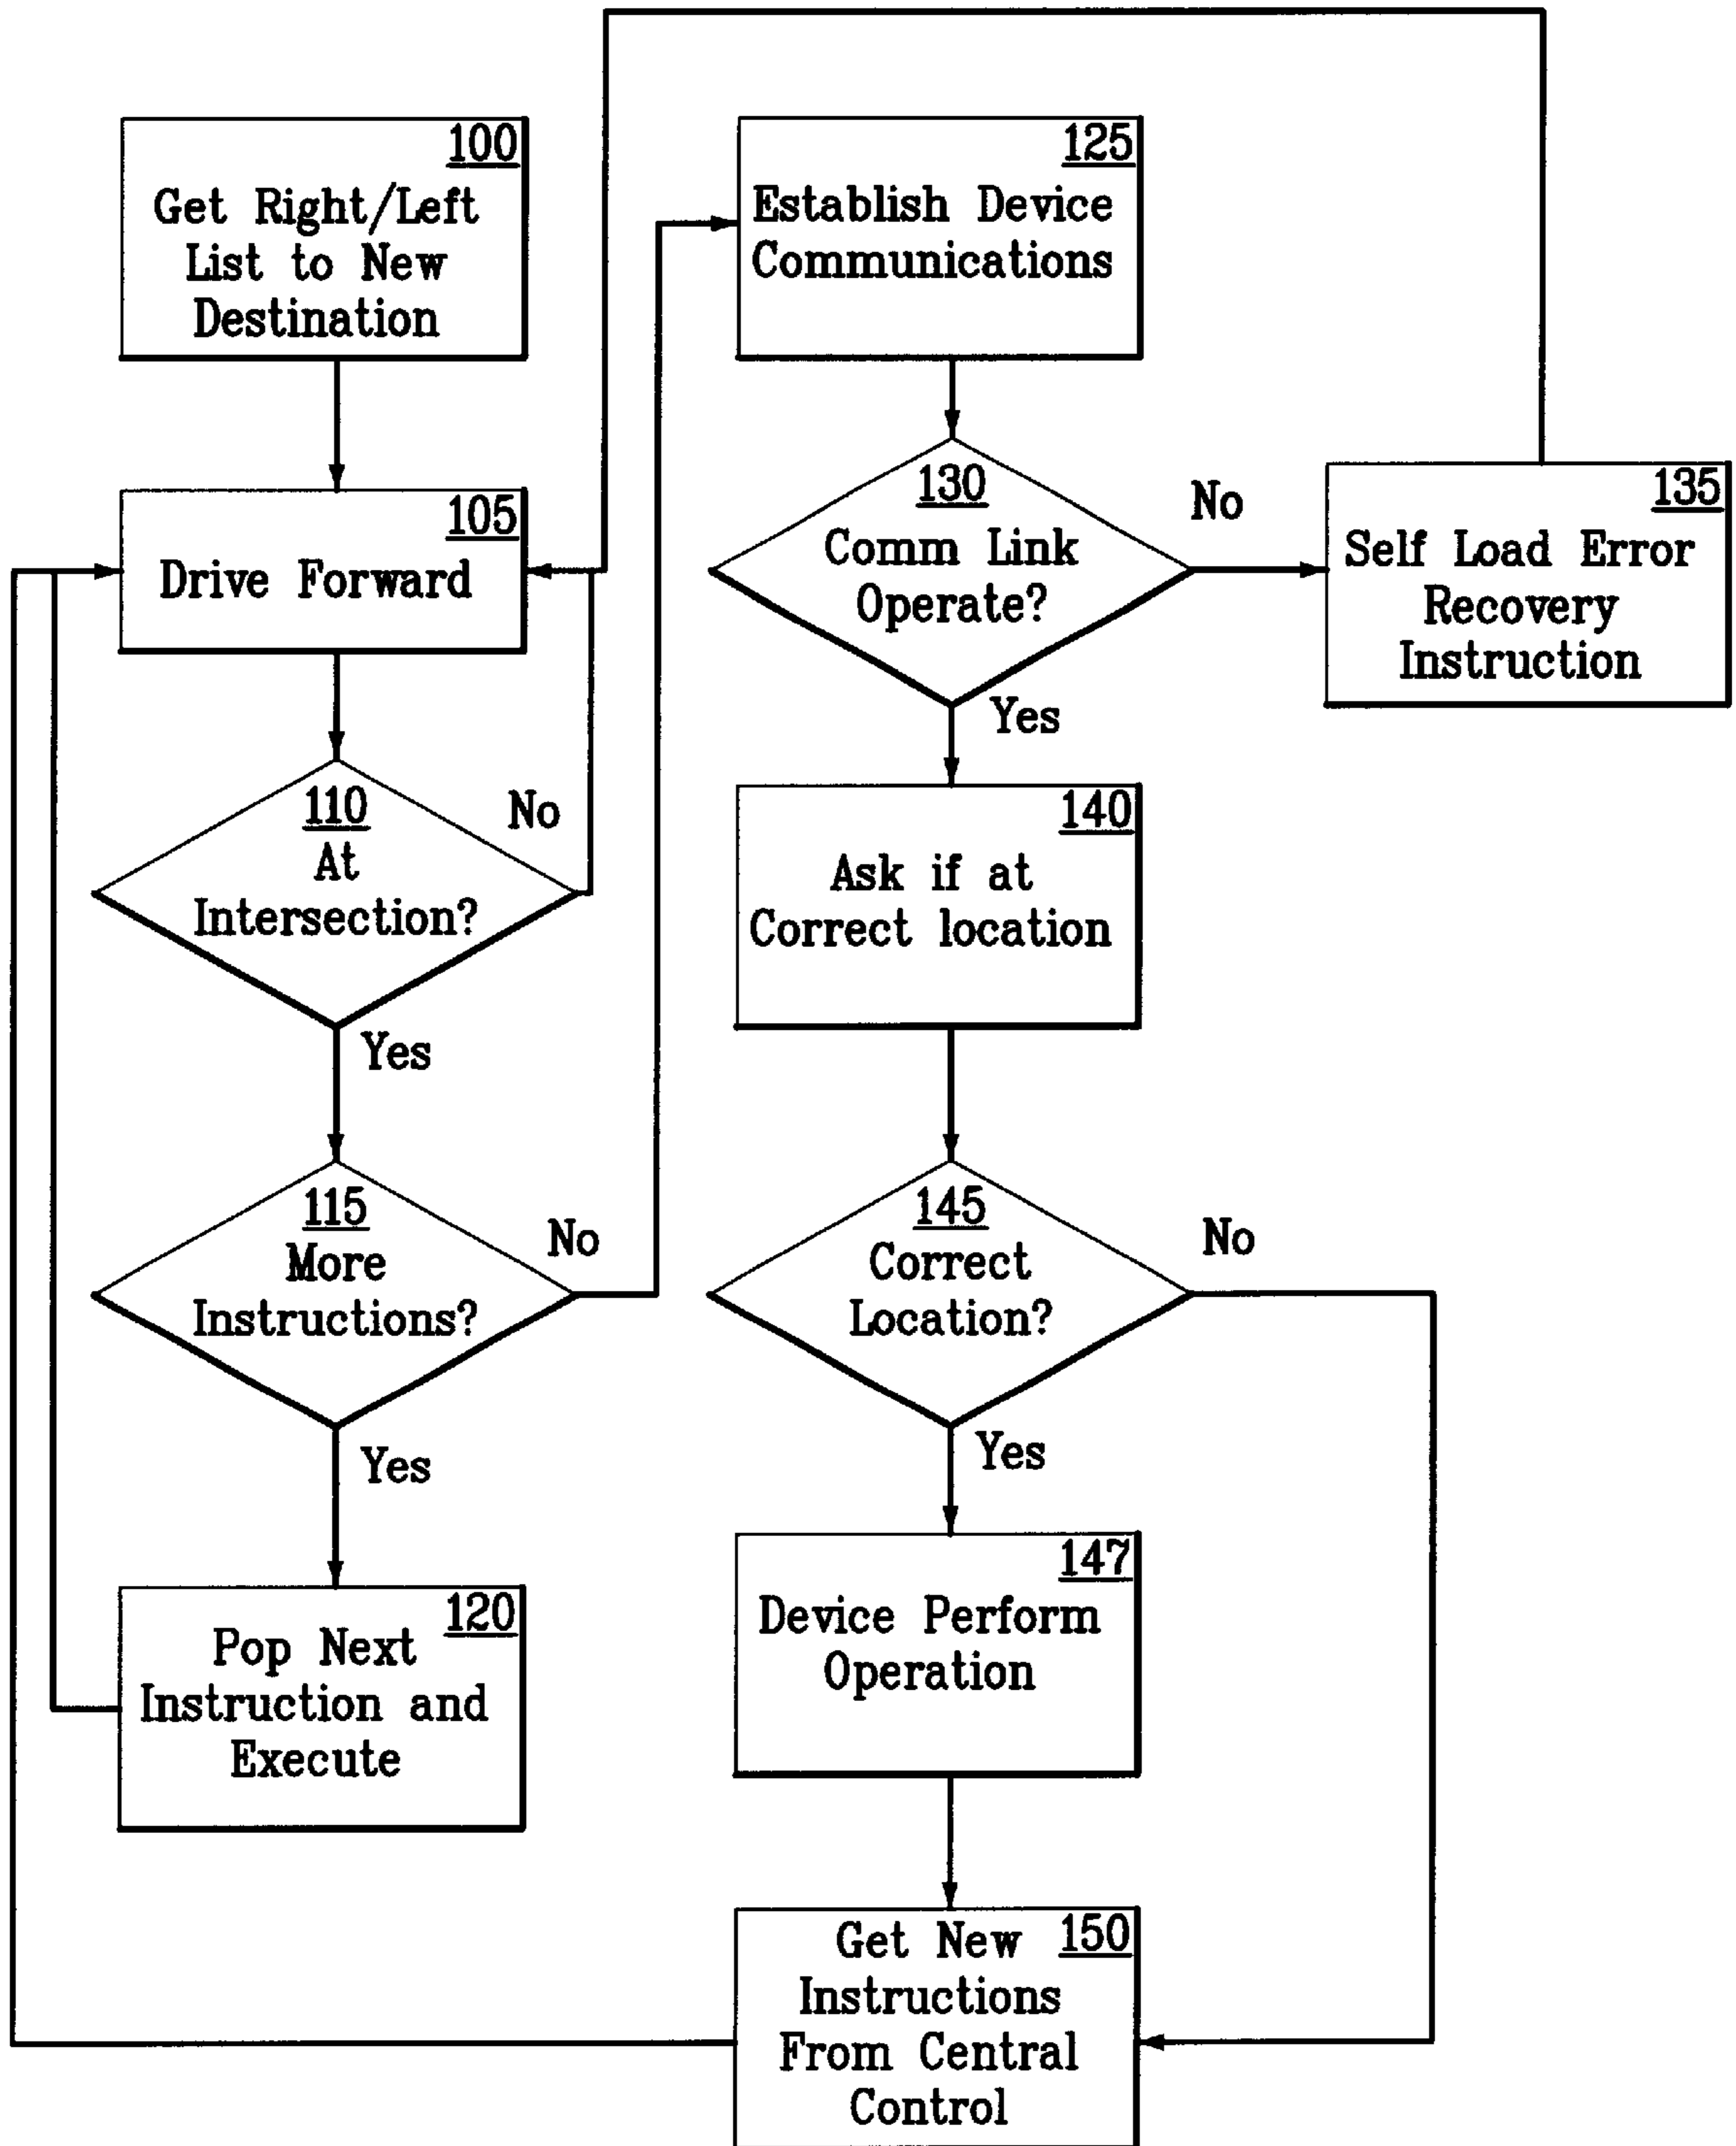 100
Get Right/Left
List to New
Destination
105
Drive Forward
110
At
Intersection?
No
Yes
115
More
Instructions?
No
Yes
120
Pop Next
Instruction and
Execute
125
Establish Device
Communications
130
Comm Link
Operate?
No
Yes
135
Self Load Error
Recovery
Instruction
140
Ask if at
Correct location
145
Correct
Location?
No
Yes
147
Device Perform
Operation
150
Get New
Instructions
From Central
Control